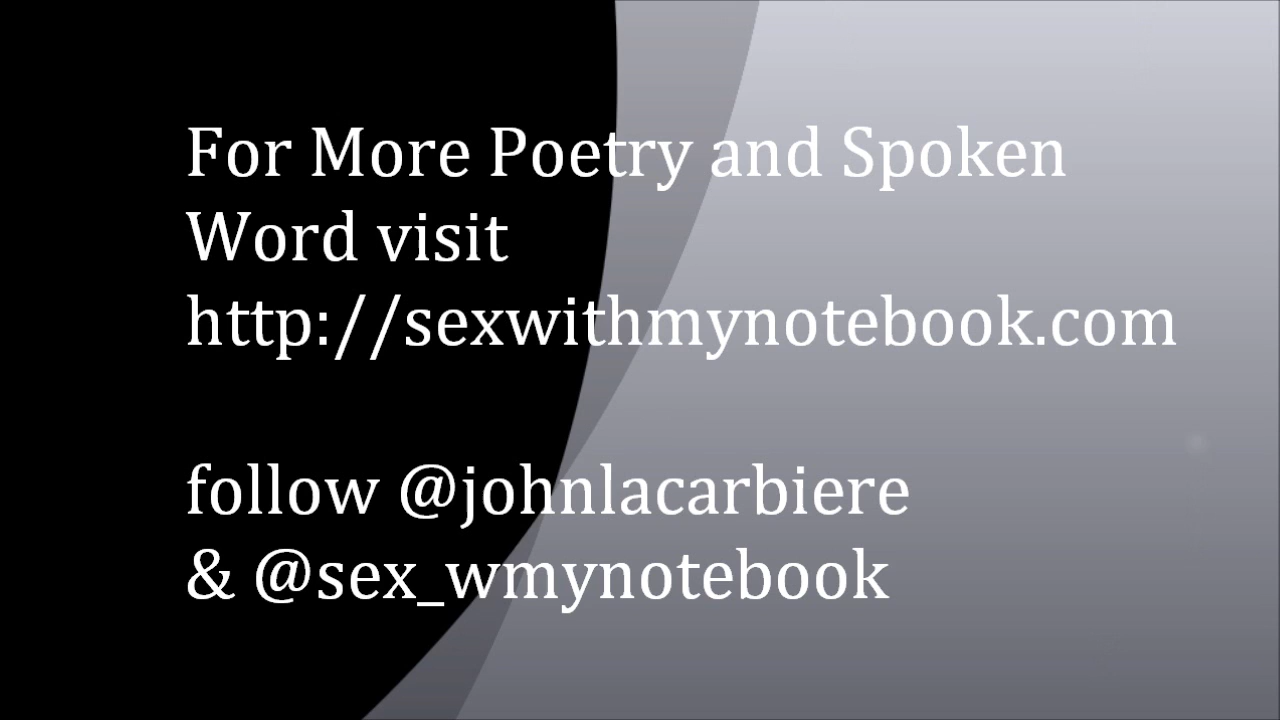 For More Poetry and Spoken
Word visit
http://sexwithmynotebook.com
follow @johnlacarbiere
& @sex_wmynotebook